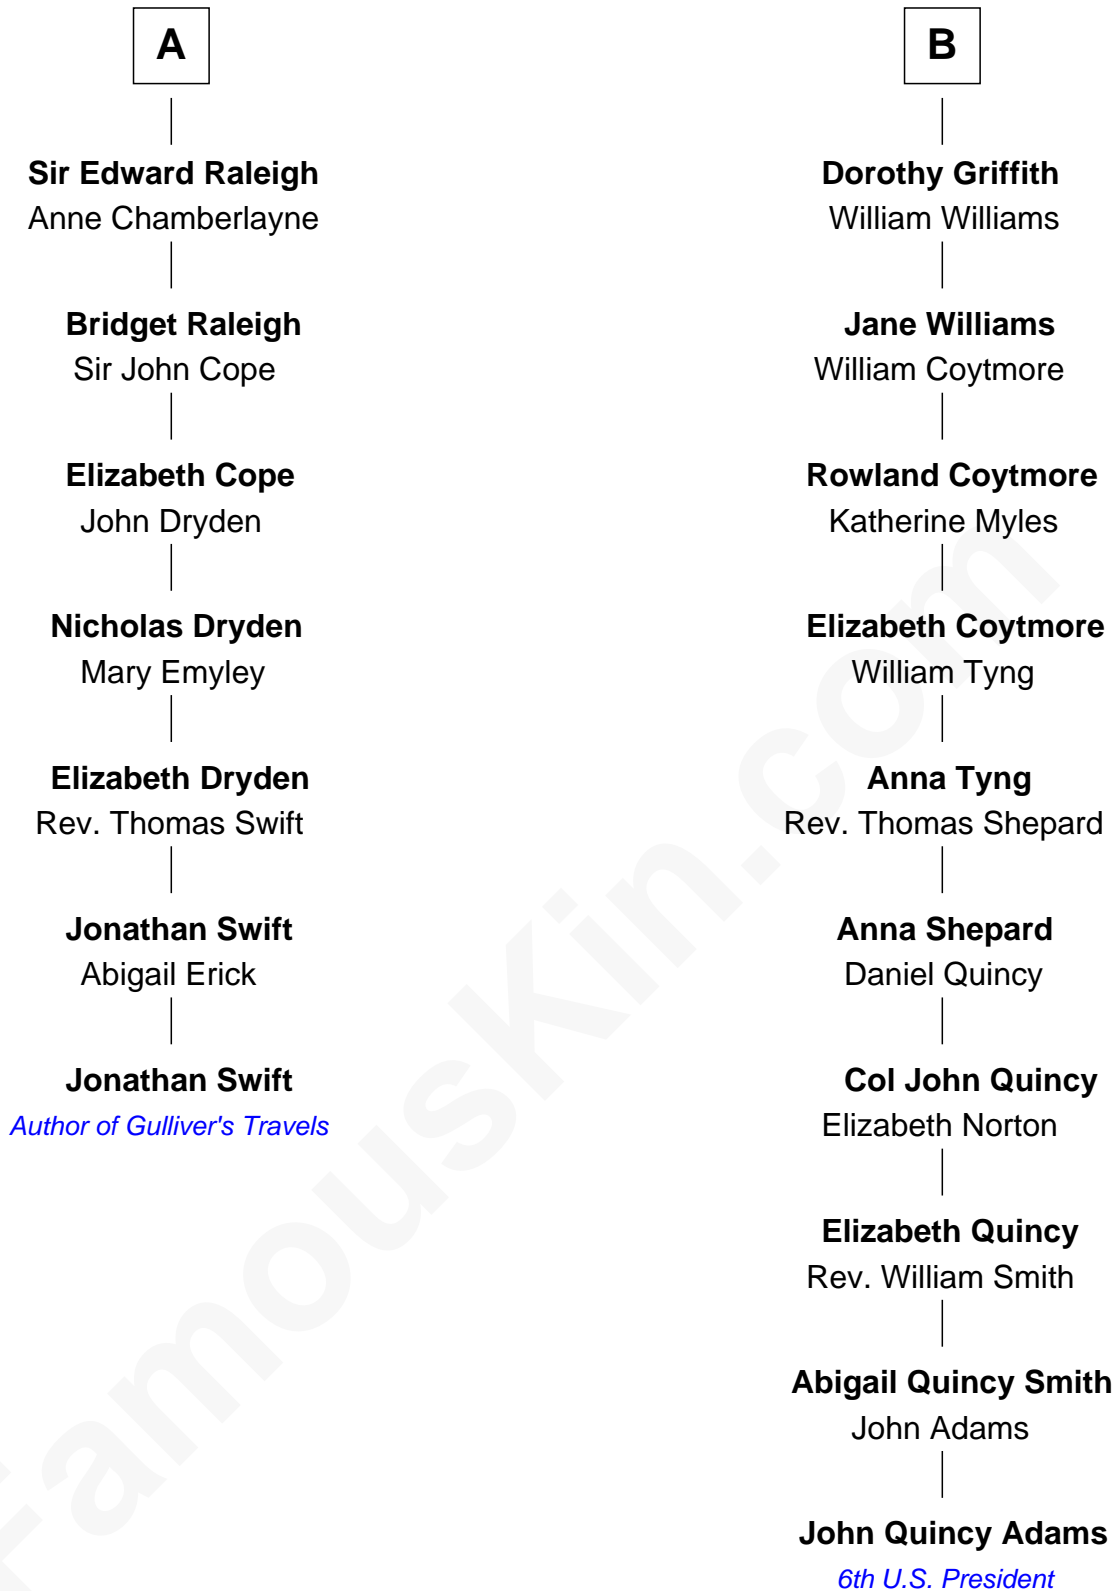 A
Sir Edward Raleigh
Anne Chamberlayne
Bridget Raleigh
Sir John Cope
Elizabeth Cope
John Dryden
Nicholas Dryden
Mary Emyley
Elizabeth Dryden
Rev. Thomas Swift
Jonathan Swift
Abigail Erick
Jonathan Swift
Author of Gulliver's Travels
B
Dorothy Griffith
William Williams
Jane Williams
William Coytmore
Rowland Coytmore
Katherine Myles
Elizabeth Coytmore
William Tyng
Anna Tyng
Rev. Thomas Shepard
Anna Shepard
Daniel Quincy
Col John Quincy
Elizabeth Norton
Elizabeth Quincy
Rev. William Smith
Abigail Quincy Smith
John Adams
John Quincy Adams
6th U.S. President
FamousKin.com